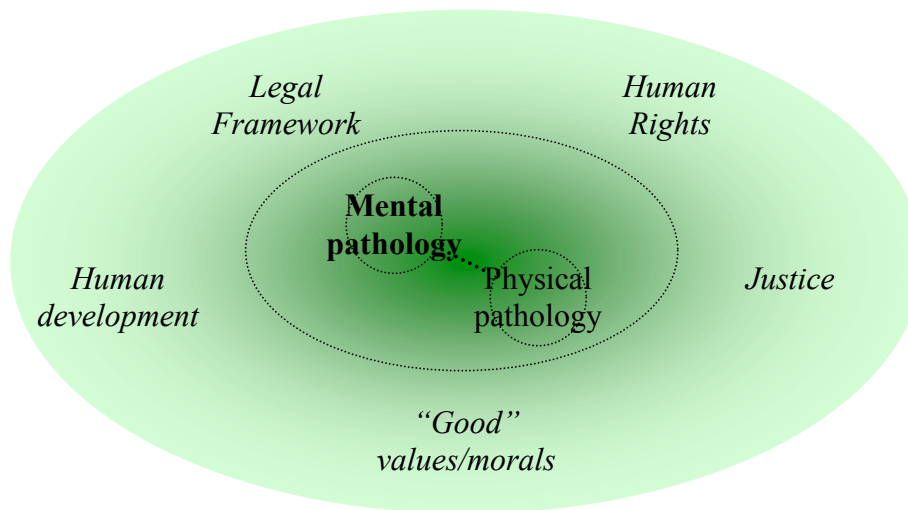 Legal
Framework
Human
Rights
Mental
pathology
Physical
pathology
Human
development
Justice
“Good”
values/morals